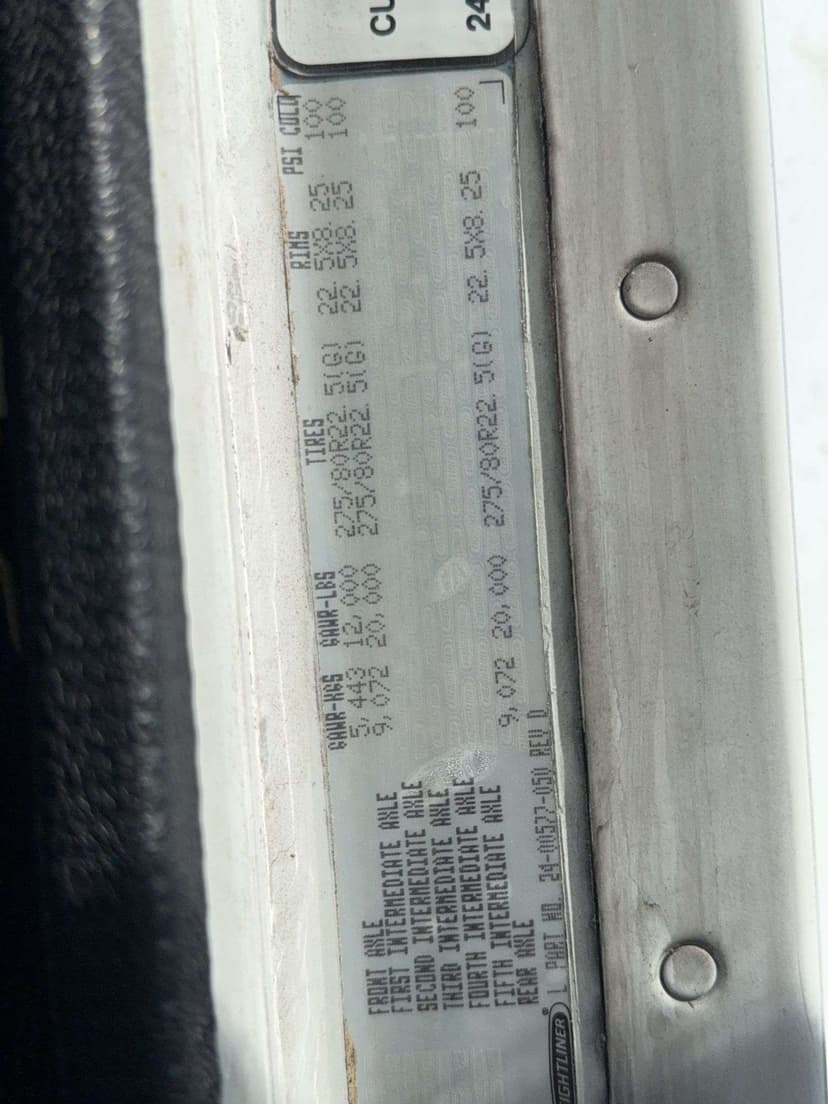 CU
24
GAWR-KGS GAWR-LBS TIRES RIMS PSI COLD
FRONT AXLE 5,443 12,000 275/80R22.5(G) 22.5X8.25 100
FIRST INTERMEDIATE AXLE 9,072 20,000 275/80R22.5(G) 22.5X8.25 100
SECOND INTERMEDIATE AXLE
THIRD INTERMEDIATE AXLE
FOURTH INTERMEDIATE AXLE
FIFTH INTERMEDIATE AXLE
REAR AXLE 9,072 20,000 275/80R22.5(G) 22.5X8.25 100
IGHTLINER L PART NO. 24-00577-050 REV D